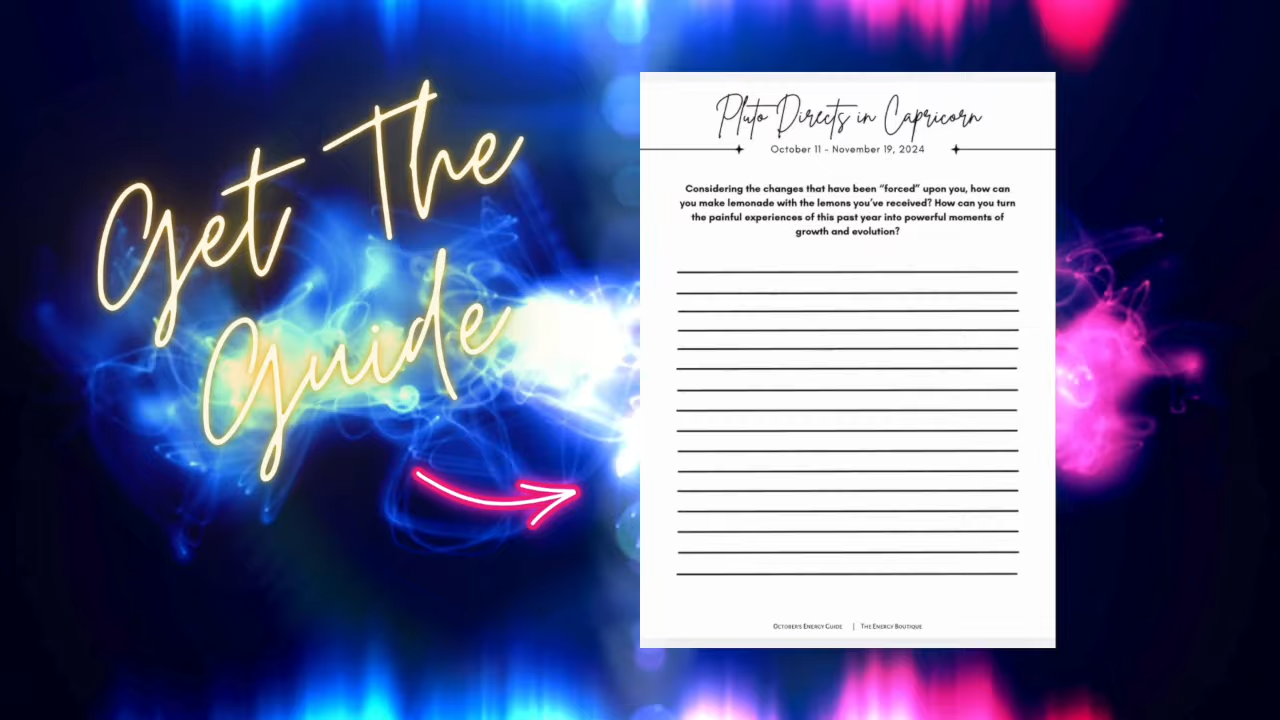 Get The
Guide
Pluto Directs in Capricorn
October 11 - November 19, 2024
Considering the changes that have been “forced” upon you, how can
you make lemonade with the lemons you’ve received? How can you turn
the painful experiences of this past year into powerful moments of
growth and evolution?
October's Energy Guide | The Energy Boutique